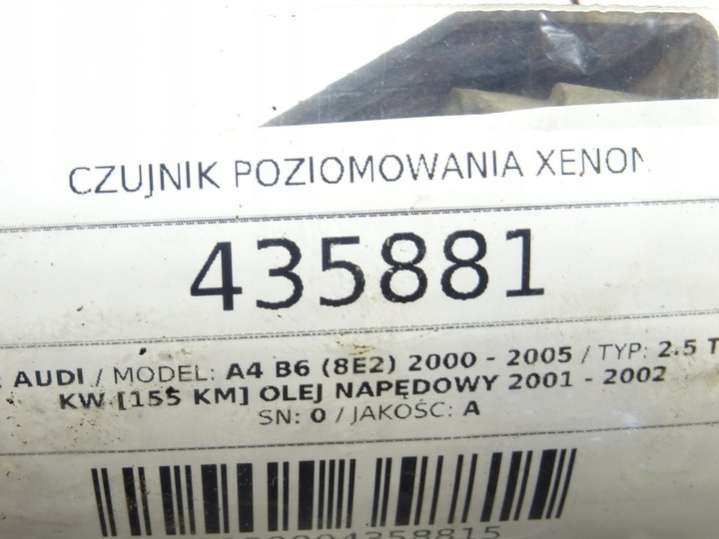 CZUJNIK POZIOMOWANIA XENON
435881
AUDI / MODEL: A4 B6 (8E2) 2000 - 2005 / TYP: 2.5 T
KW [155 KM] OLEJ NAPĘDOWY 2001 - 2002
SN: 0 / JAKOŚC: A